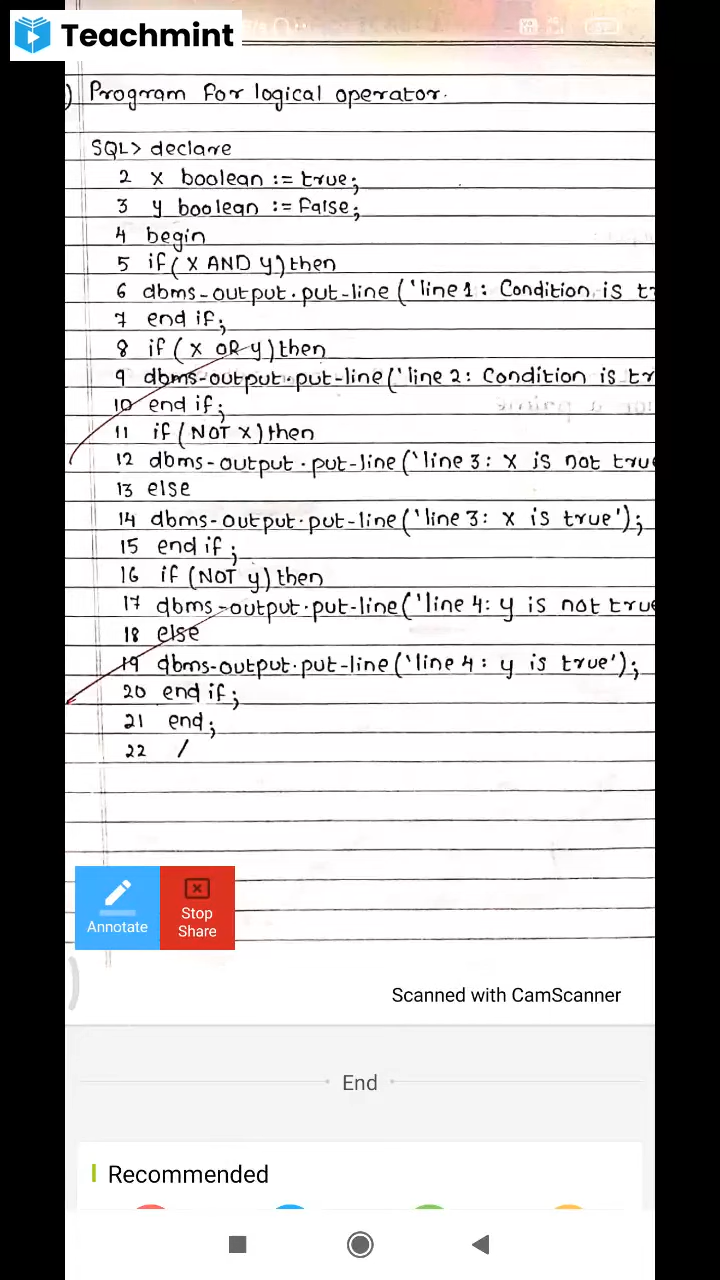 Teachmint
) Program for logical operator.
SQL> declare
2 x boolean := true;
3 y boolean := false;
4 begin
5 if (x AND y) then
6 dbms-output.put-line ('line 1: Condition is t
7 end if;
8 if (x OR y) then
9 dbms-output.put-line ('line 2: Condition is tr
10 end if;
11 if (NOT x) then
12 dbms-output.put-line ('line 3: x is not true
13 else
14 dbms-output.put-line ('line 3: x is true');
15 end if;
16 if (NOT y) then
17 dbms-output.put-line ('line 4: y is not true
18 else
19 dbms-output.put-line ('line 4: y is true');
20 end if;
21 end;
22 /
Annotate
Stop
Share
Scanned with CamScanner
End
Recommended